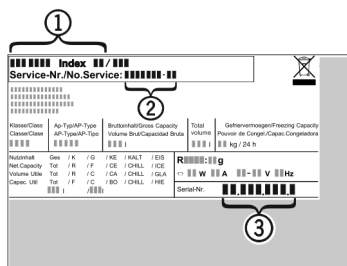 1
Index /
Service-Nr./No.Service: -
2
Klasse/Class Ap-Typ/AP-Type Bruttoinhalt/Gross Capacity Total Gefriervermoegen/Freezing Capacity
Classe/Clase AP-Type/AP-Tipo Volume Brut/Capacidad Bruta volume Pouvoir de Congel./Capac.Congeladora
l l kg / 24 h
Nutzinhalt Ges / K / G / KE / KALT / EIS R : g
Net.Capacity Tot / R / F / CE / CHILL / ICE
Volume Utile Tot / F / C / CA / CHILL / GLA W A - V Hz
Capec. Util Tot / F / C / BO / CHILL / HIE
l / l Serial-Nr. . . .
3